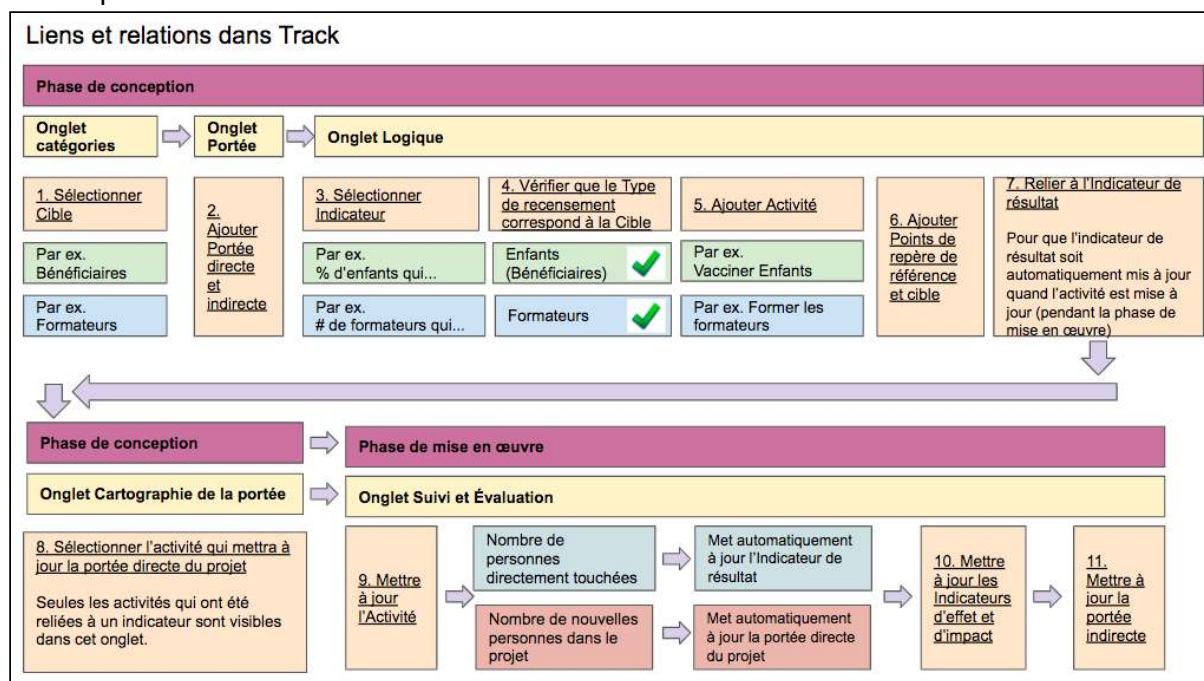 Liens et relations dans Track
Phase de conception
Onglet
catégories
Onglet
Portée
Onglet Logique
1. Sélectionner
Cible
Par ex.
Bénéficiaires
Par ex.
Formateurs
2.
Ajouter
Portée
directe
et
indirecte
3. Sélectionner
Indicateur
Par ex.
% d'enfants qui...
Par ex.
# de formateurs qui...
4. Vérifier que le Type
de recensement
correspond à la Cible
Enfants
(Bénéficiaires)
Formateurs
5. Ajouter Activité
Par ex.
Vacciner Enfants
Par ex. Former les
formateurs
6. Ajouter
Points de
repère de
référence
et cible
7. Relier à l'Indicateur de
résultat
Pour que l'indicateur de
résultat soit
automatiquement mis à jour
quand l'activité est mise à
jour (pendant la phase de
mise en œuvre)
Phase de conception
Phase de mise en œuvre
Onglet Cartographie de la portée
Onglet Suivi et Évaluation
8. Sélectionner l'activité qui mettra à
jour la portée directe du projet
Seules les activités qui ont été
reliées à un indicateur sont visibles
dans cet onglet.
9. Mettre
à jour
l'Activité
Nombre de
personnes
directement touchées
Met automatiquement
à jour l'Indicateur de
résultat
Nombre de nouvelles
personnes dans le
projet
Met automatiquement
à jour la portée directe
du projet
10. Mettre
à jour les
Indicateurs
d'effet et
d'impact
11.
Mettre à
jour la
portée
indirecte